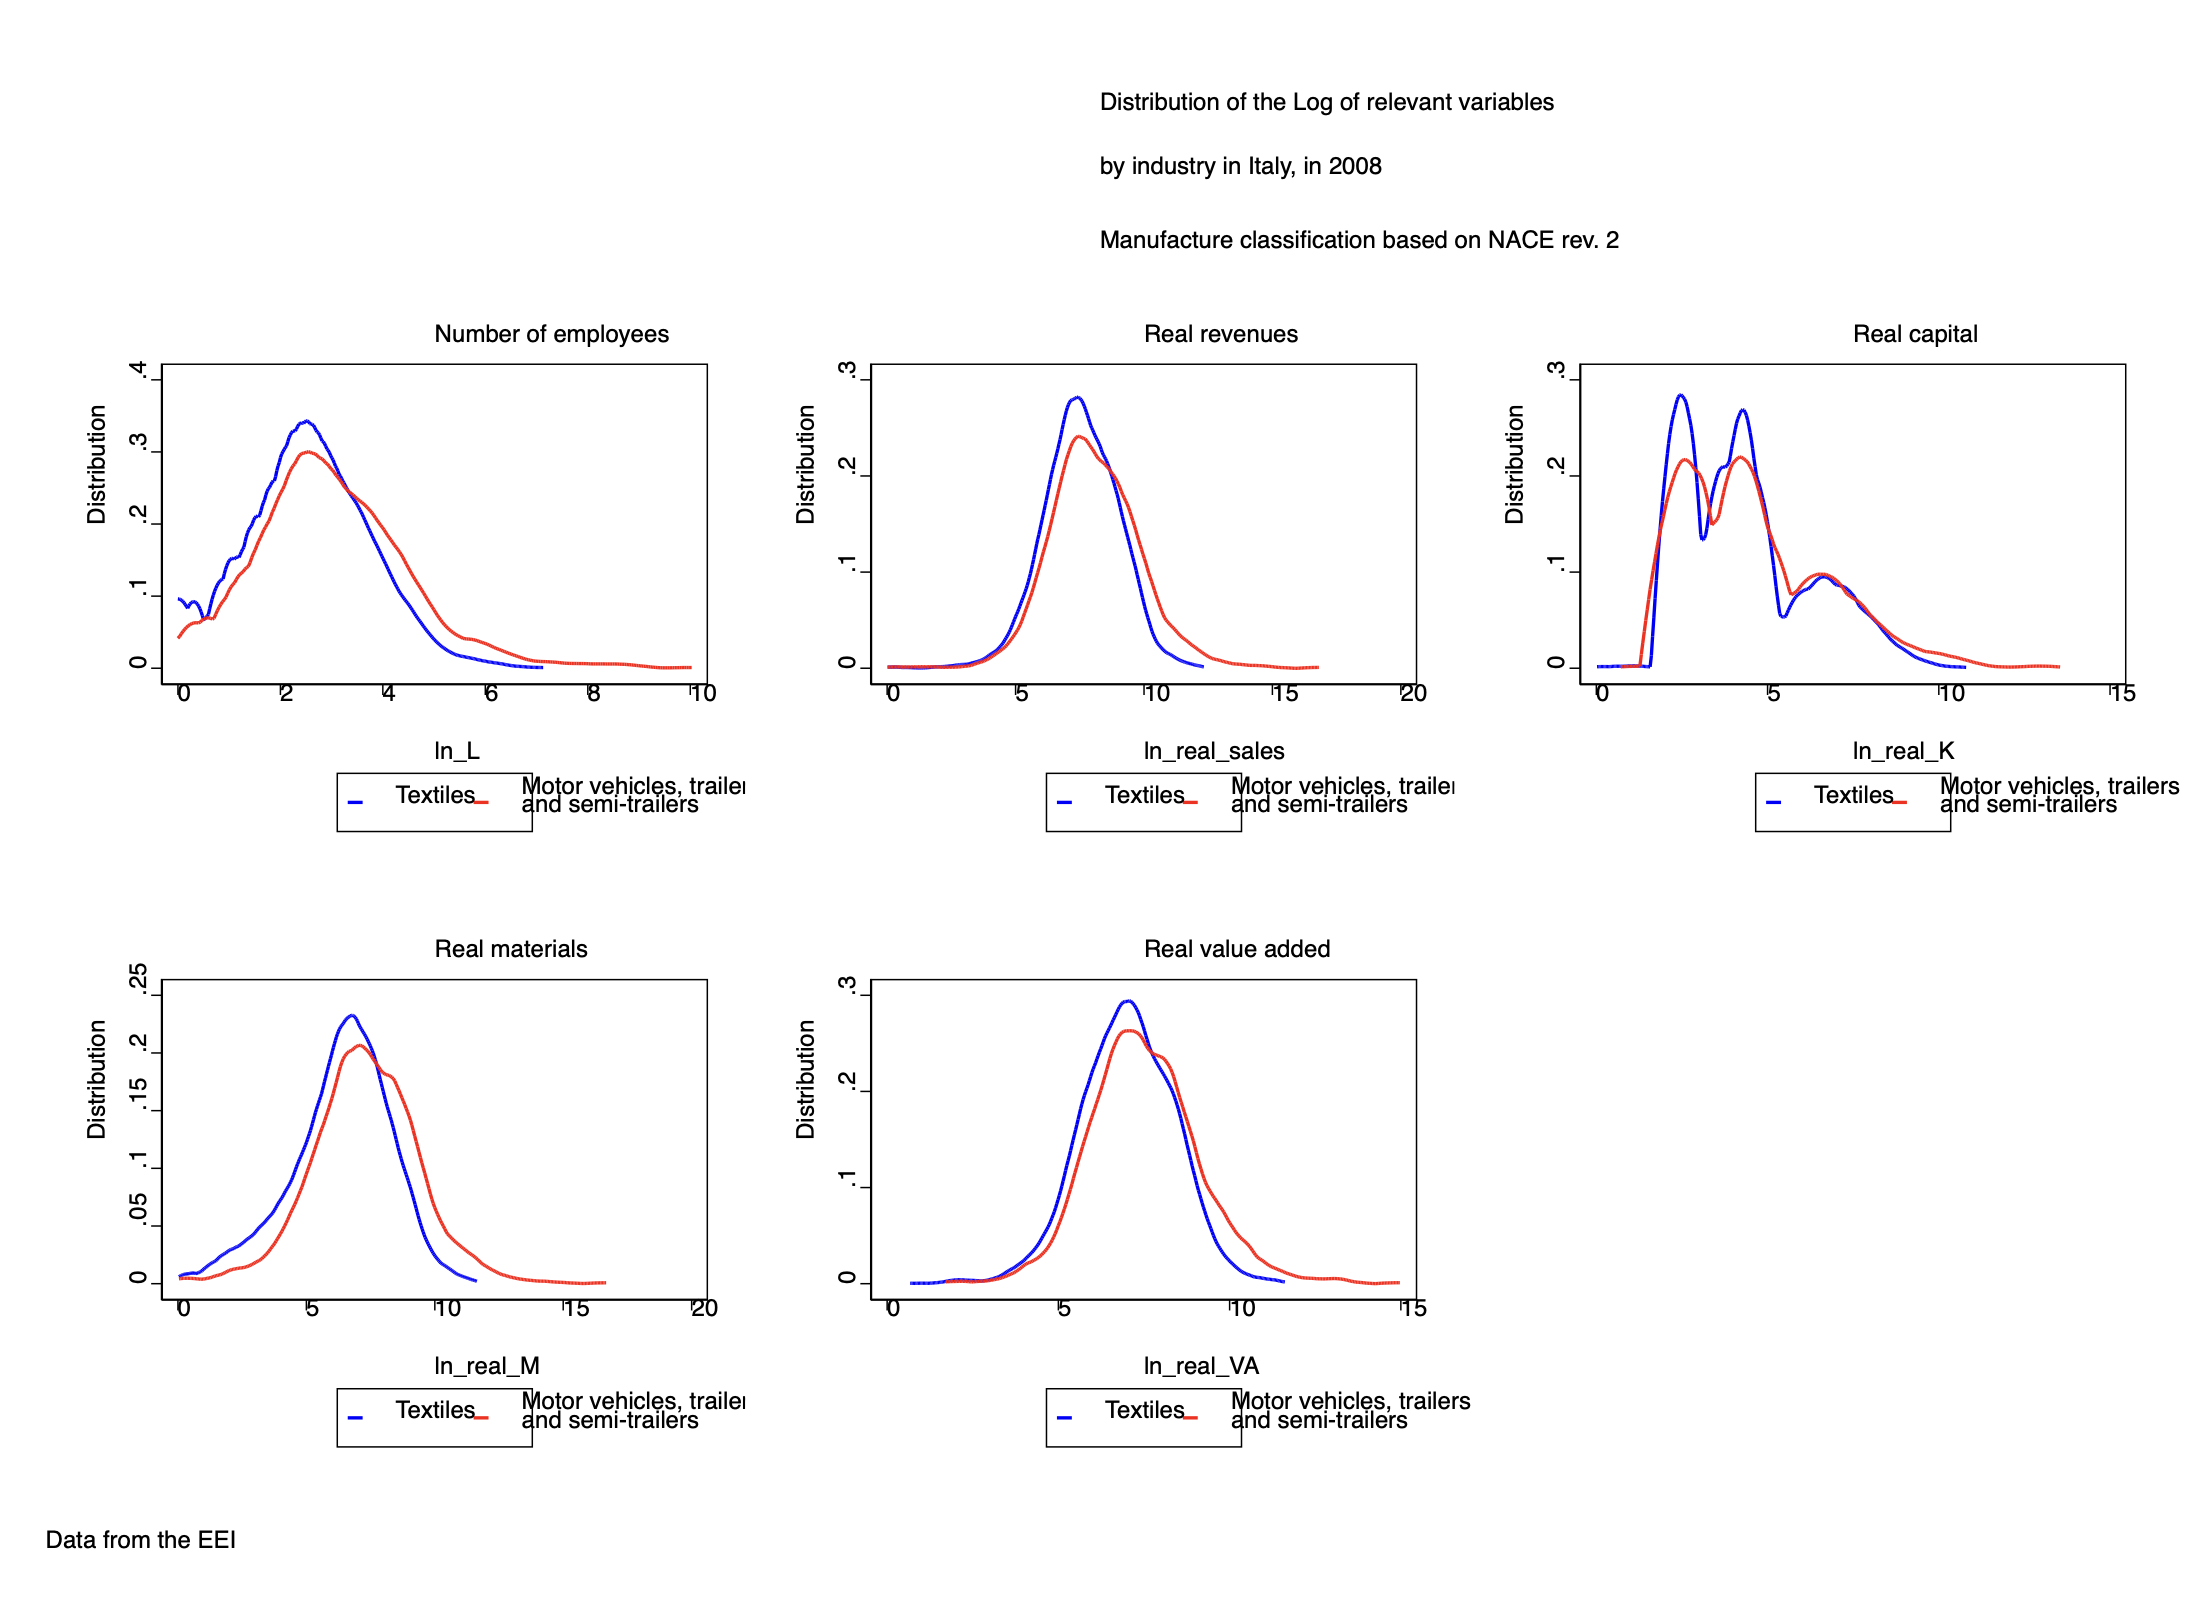 Distribution of the Log of relevant variables
by industry in Italy, in 2008
Manufacture classification based on NACE rev. 2
Number of employees
Distribution
0
.1
.2
.3
.4
0 2 4 6 8 10
ln_L
Textiles
Motor vehicles, trailer
and semi-trailers
Real revenues
Distribution
0
.1
.2
.3
0 5 10 15 20
ln_real_sales
Textiles
Motor vehicles, trailer
and semi-trailers
Real capital
Distribution
0
.1
.2
.3
0 5 10 15
ln_real_K
Textiles
Motor vehicles, trailers
and semi-trailers
Real materials
Distribution
0
.05
.1
.15
.2
.25
0 5 10 15 20
ln_real_M
Textiles
Motor vehicles, trailer
and semi-trailers
Real value added
Distribution
0
.1
.2
.3
0 5 10 15
ln_real_VA
Textiles
Motor vehicles, trailers
and semi-trailers
Data from the EEI